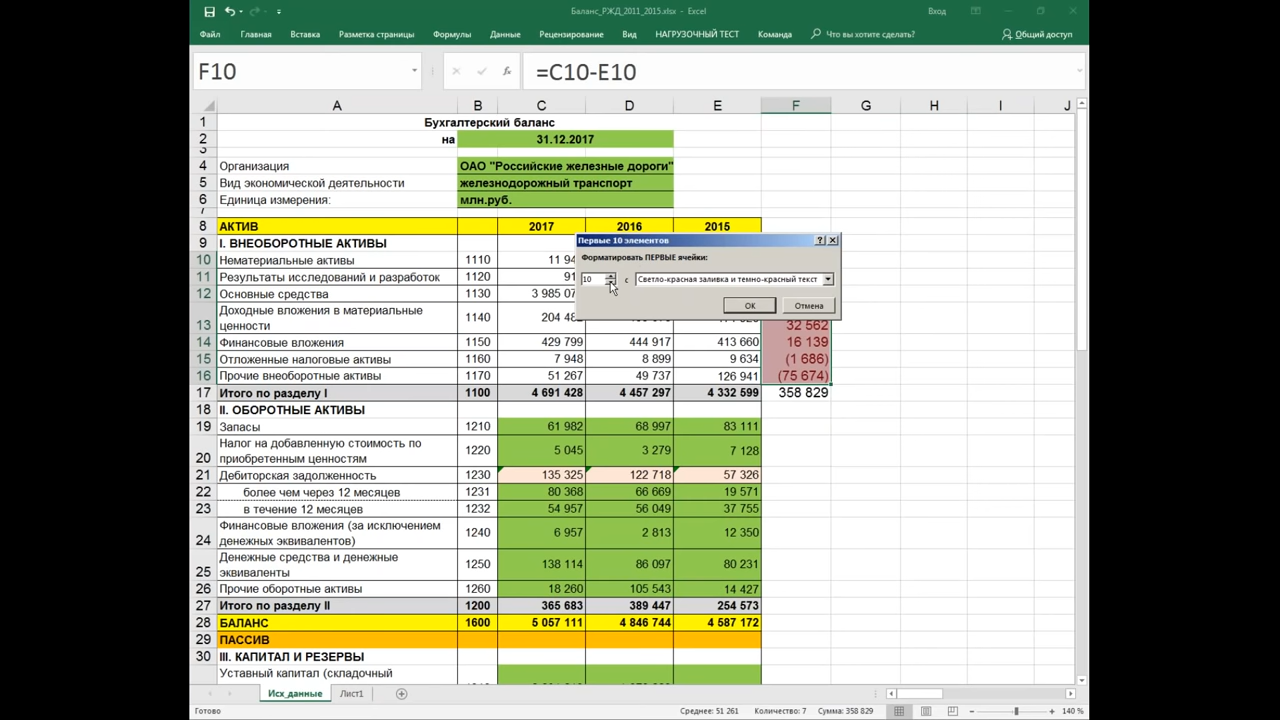 Баланс_РЖД_2011_2015.xlsx - Excel
Вход
Файл Главная Вставка Разметка страницы Формулы Данные Рецензирование Вид НАГРУЗОЧНЫЙ ТЕСТ Команда Что вы хотите сделать? Общий доступ
F10 fx =C10-E10
A B C D E F G H I J
1 Бухгалтерский баланс
2 на 31.12.2017
3
4 Организация ОАО "Российские железные дороги"
5 Вид экономической деятельности железнодорожный транспорт
6 Единица измерения: млн.руб.
7
8 АКТИВ 2017 2016 2015
9 I. ВНЕОБОРОТНЫЕ АКТИВЫ
Первые 10 элементов
Форматировать ПЕРВЫЕ ячейки:
10 с Светло-красная заливка и темно-красный текст
ОК Отмена
10 Нематериальные активы 1110 11 94
11 Результаты исследований и разработок 1120 91
12 Основные средства 1130 3 985 07
Доходные вложения в материальные
13 ценности 1140 204 48 32 562
14 Финансовые вложения 1150 429 799 444 917 413 660 16 139
15 Отложенные налоговые активы 1160 7 948 8 899 9 634 (1 686)
16 Прочие внеоборотные активы 1170 51 267 49 737 126 941 (75 674)
17 Итого по разделу I 1100 4 691 428 4 457 297 4 332 599 358 829
18 II. ОБОРОТНЫЕ АКТИВЫ
19 Запасы 1210 61 982 68 997 83 111
Налог на добавленную стоимость по
20 приобретенным ценностям 1220 5 045 3 279 7 128
21 Дебиторская задолженность 1230 135 325 122 718 57 326
22 более чем через 12 месяцев 1231 80 368 66 669 19 571
23 в течение 12 месяцев 1232 54 957 56 049 37 755
Финансовые вложения (за исключением
24 денежных эквивалентов) 1240 6 957 2 813 12 350
Денежные средства и денежные
25 эквиваленты 1250 138 114 86 097 80 231
26 Прочие оборотные активы 1260 18 260 105 543 14 427
27 Итого по разделу II 1200 365 683 389 447 254 573
28 БАЛАНС 1600 5 057 111 4 846 744 4 587 172
29 ПАССИВ
30 III. КАПИТАЛ И РЕЗЕРВЫ
Уставный капитал (складочный
Исх_данные Лист1
Готово Среднее: 51 261 Количество: 7 Сумма: 358 829 140 %